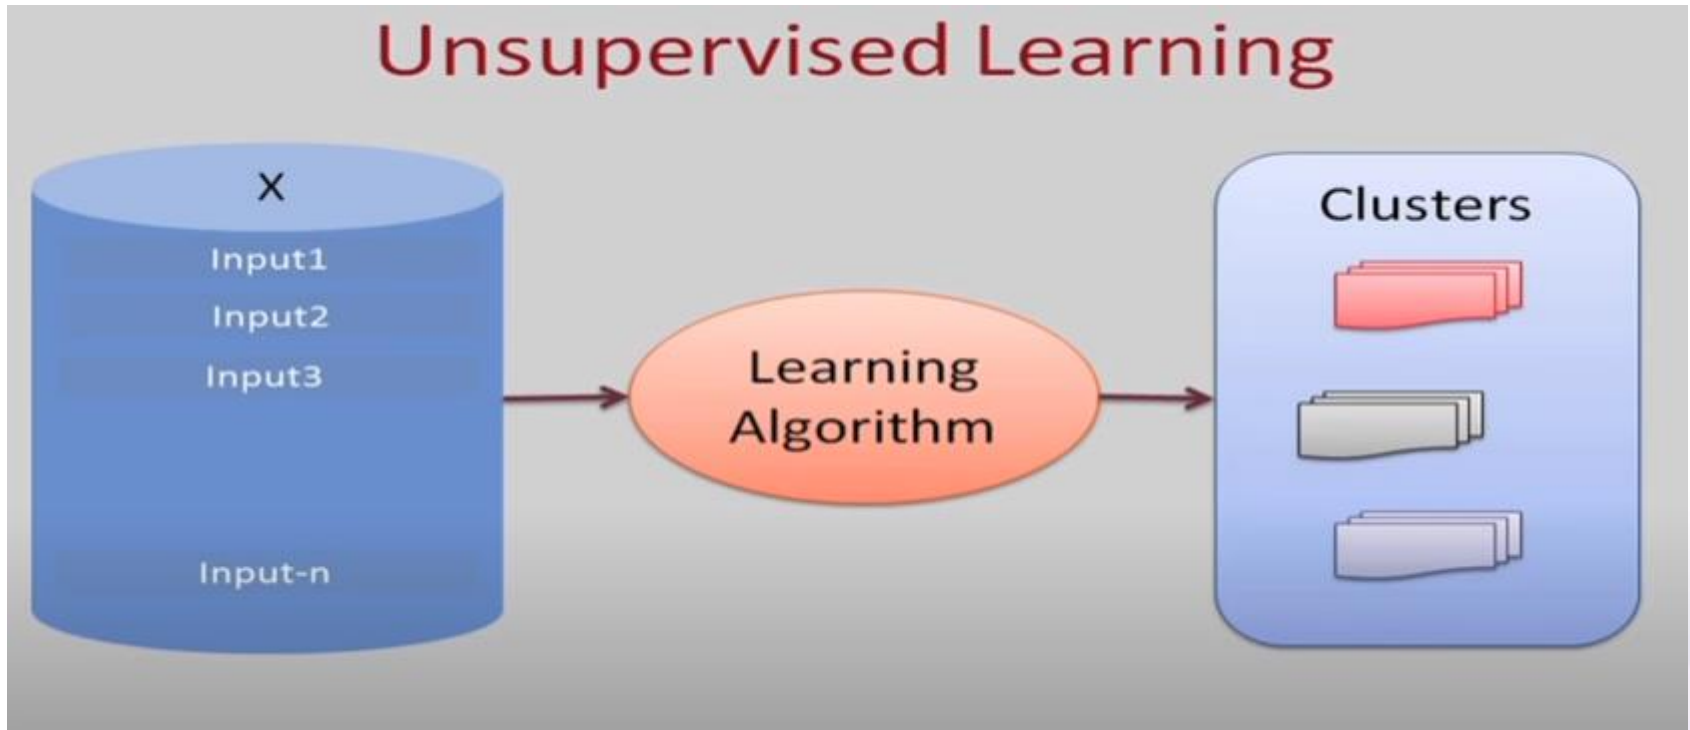 Unsupervised Learning
X
Input1
Input2
Input3
Input-n
Learning
Algorithm
Clusters